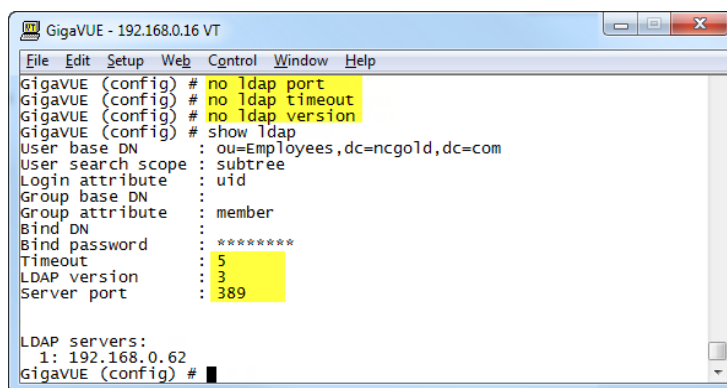 GigaVUE - 192.168.0.16 VT
File Edit Setup Web Control Window Help
GigaVUE (config) # no ldap port
GigaVUE (config) # no ldap timeout
GigaVUE (config) # no ldap version
GigaVUE (config) # show ldap
User base DN : ou=Employees,dc=ncgold,dc=com
User search scope : subtree
Login attribute : uid
Group base DN :
Group attribute : member
Bind DN :
Bind password : ********
Timeout : 5
LDAP version : 3
Server port : 389
LDAP servers:
1: 192.168.0.62
GigaVUE (config) #